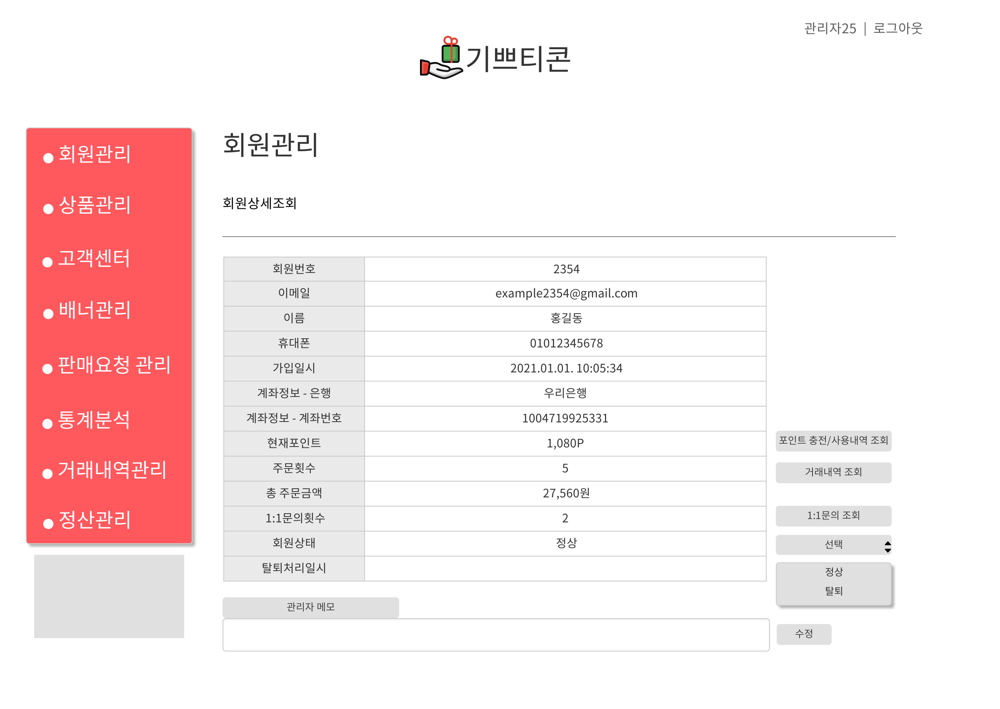 관리자25 | 로그아웃
기쁘티콘
회원관리
상품관리
고객센터
배너관리
판매요청 관리
통계분석
거래내역관리
정산관리
회원관리
회원상세조회
회원번호 2354
이메일 example2354@gmail.com
이름 홍길동
휴대폰 01012345678
가입일시 2021.01.01. 10:05:34
계좌정보 - 은행 우리은행
계좌정보 - 계좌번호 1004719925331
현재포인트 1,080P 포인트 충전/사용내역 조회
주문횟수 5 거래내역 조회
총 주문금액 27,560원
1:1문의횟수 2 1:1문의 조회
회원상태 정상 선택
탈퇴처리일시 정상
탈퇴
관리자 메모
수정